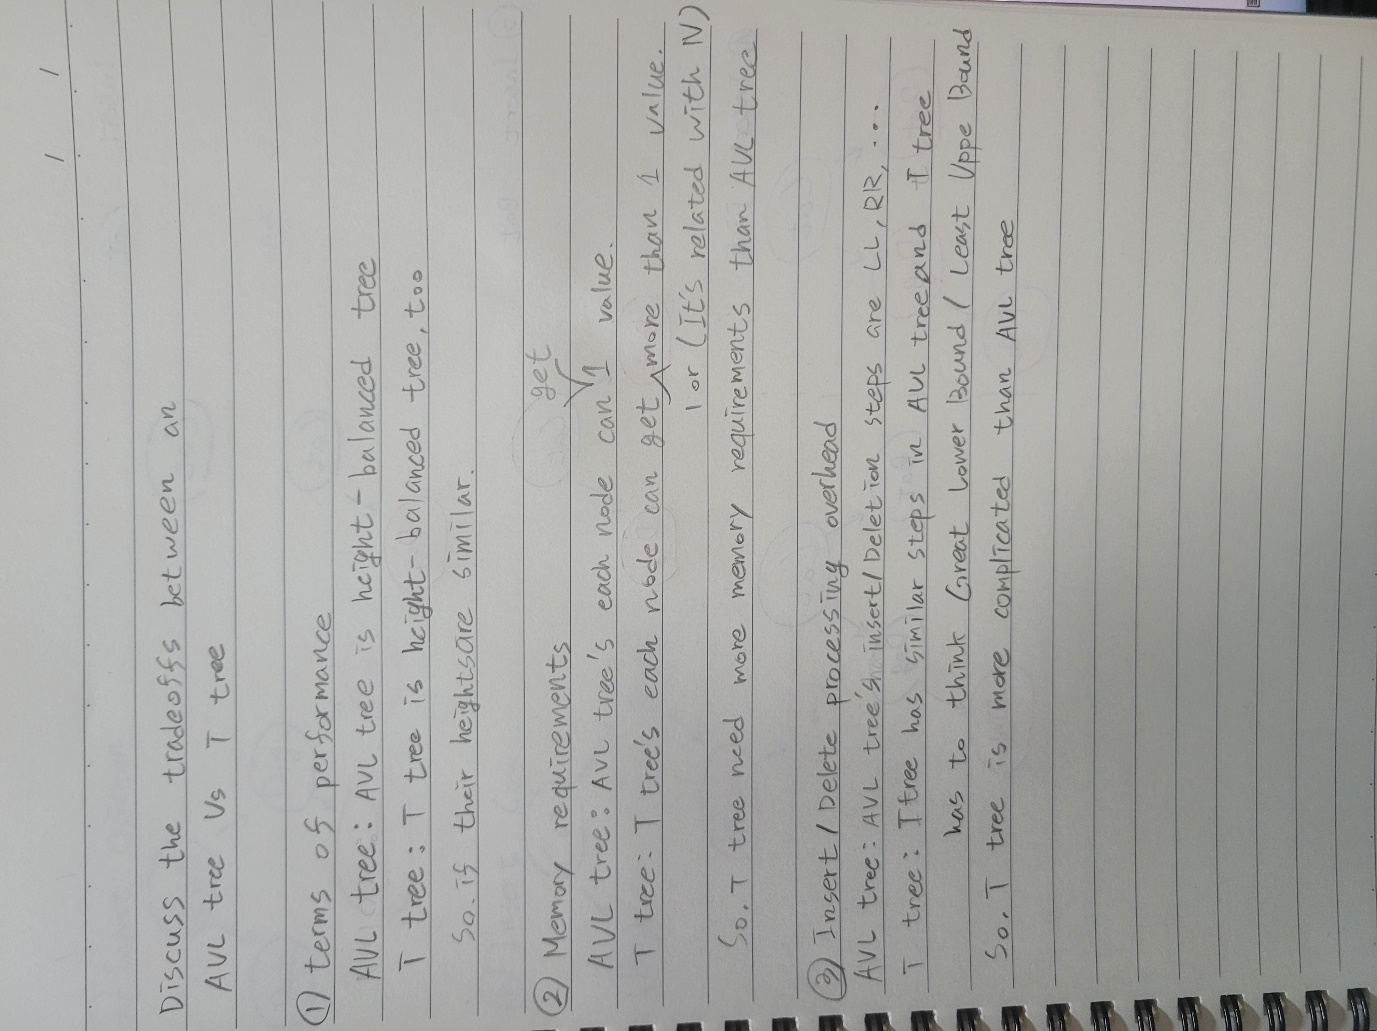 Discuss the tradeoffs between an
AVL tree Vs T tree
① terms of performance
AVL tree: AVL tree is height-balanced tree
T tree: T tree is height-balanced tree, too
So. if their heights are similar.
② Memory requirements
get
AVL tree: AVL tree's each node can 1 value.
T tree: T tree's each node can get more than 1 value.
1 or (It's related with IV)
So. T tree need more memory requirements than AVL tree
③ Insert / Delete processing overhead
AVL tree: AVL tree's insert/Deletion steps are LL, RR, ...
T tree: T tree has similar steps in AVL tree and T tree
has to think Great Lower Bound / Least Uppe Bound
So. T tree is more complicated than AVL tree